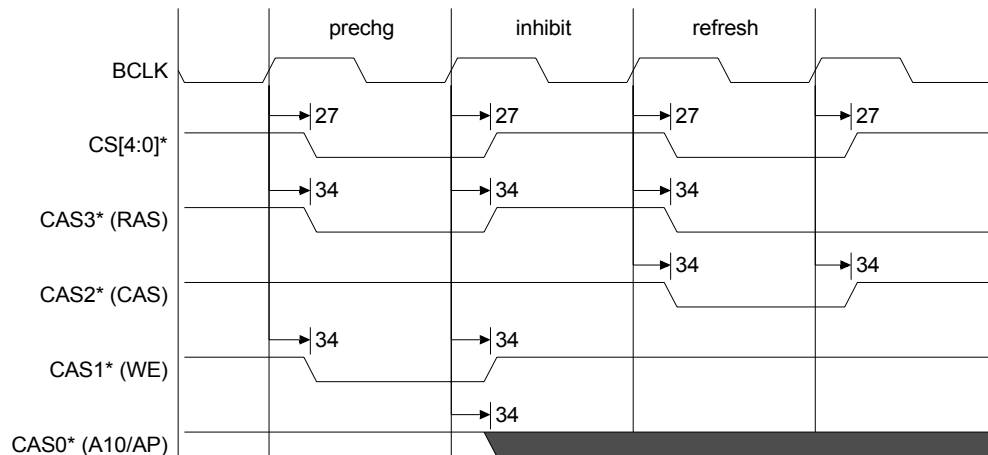 prechg inhibit refresh
BCLK
27 27 27 27
CS[4:0]*
34 34 34
CAS3* (RAS)
34 34
CAS2* (CAS)
34 34
CAS1* (WE)
34
CAS0* (A10/AP)